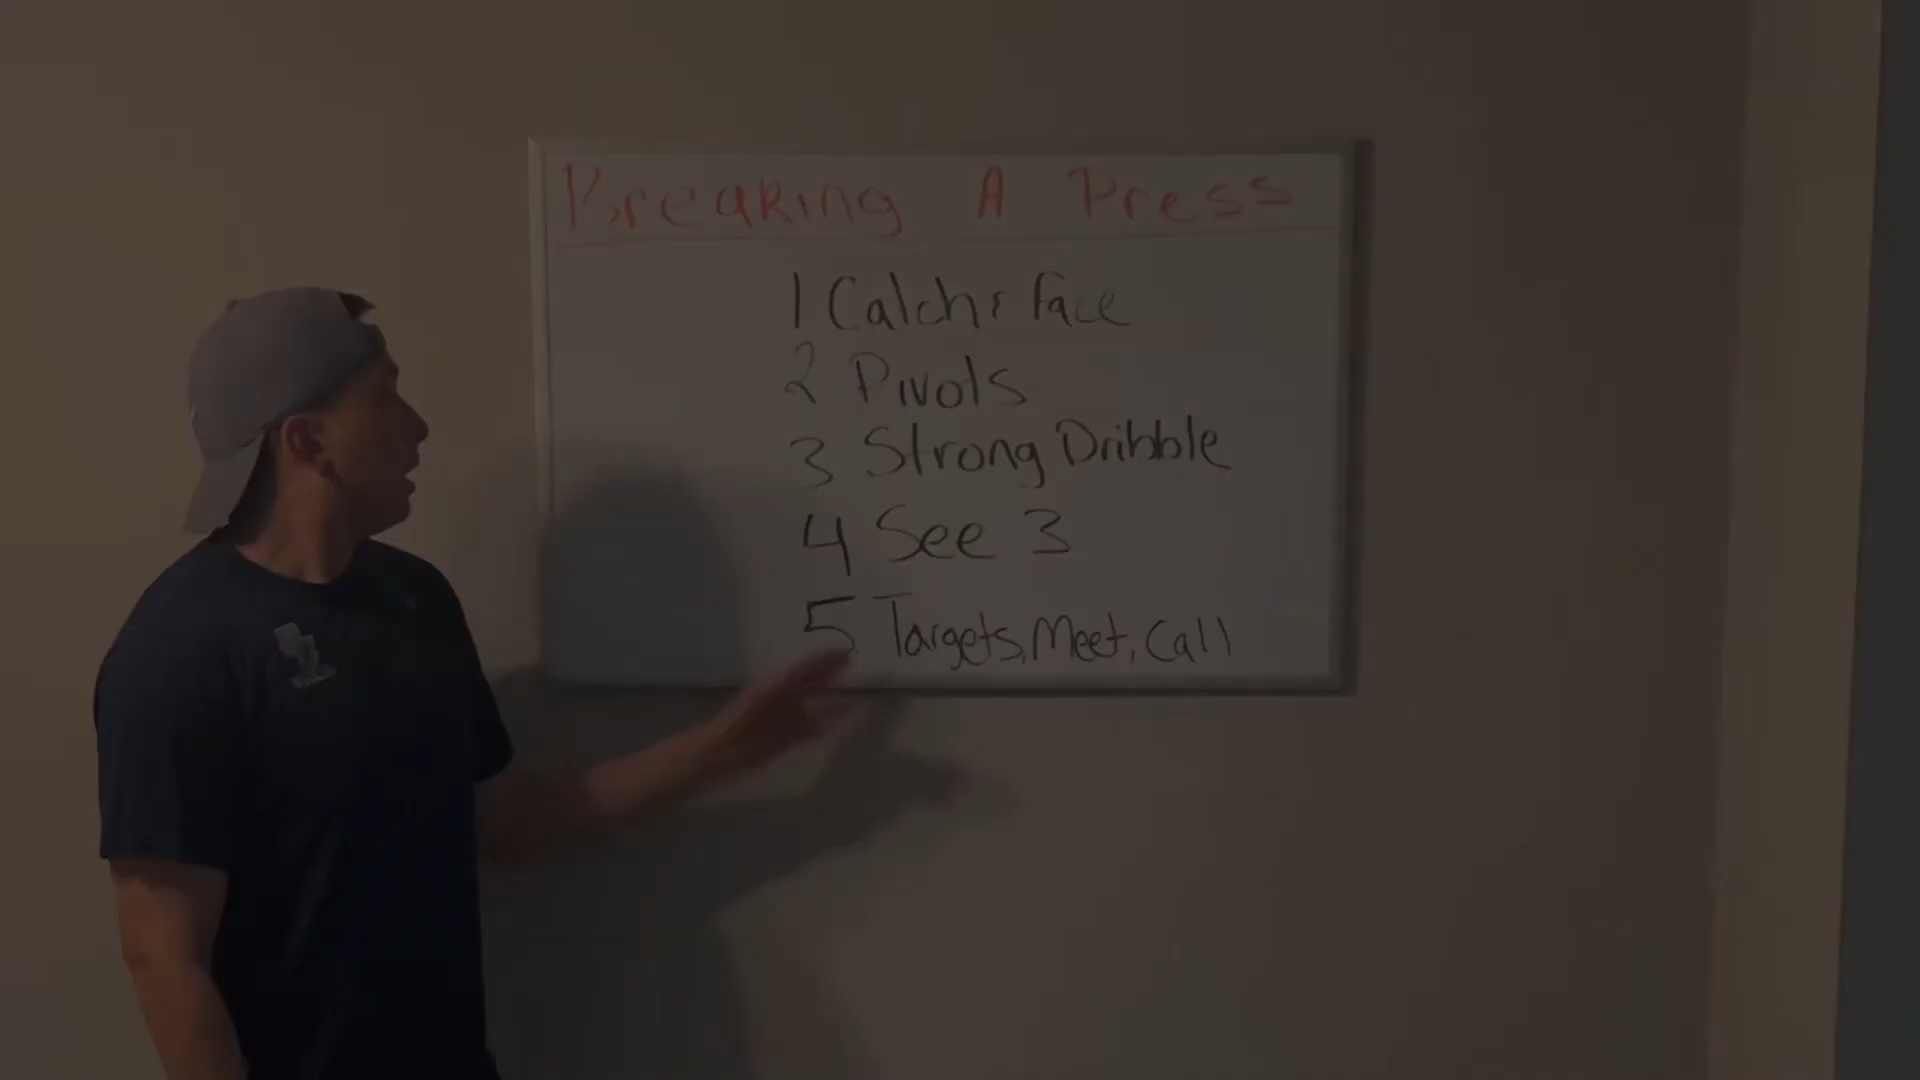 Breaking A Press
1 Catch & face
2 Pivots
3 Strong Dribble
4 See 3
5 Targets, Meet, Call